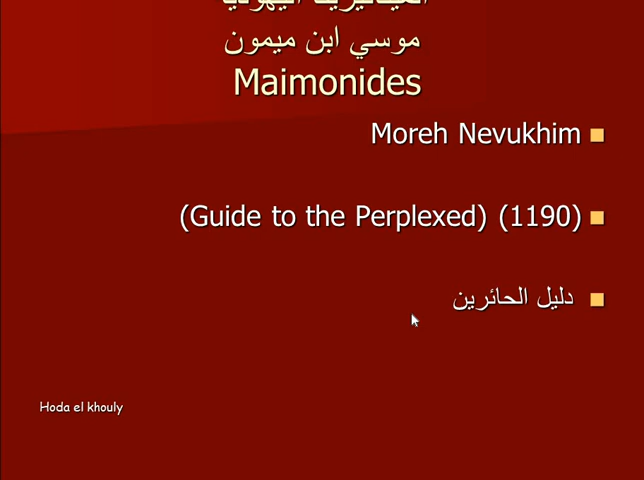 موسي ابن ميمون
Maimonides
Moreh Nevukhim
(Guide to the Perplexed) (1190)
دليل الحائرين
Hoda el khouly